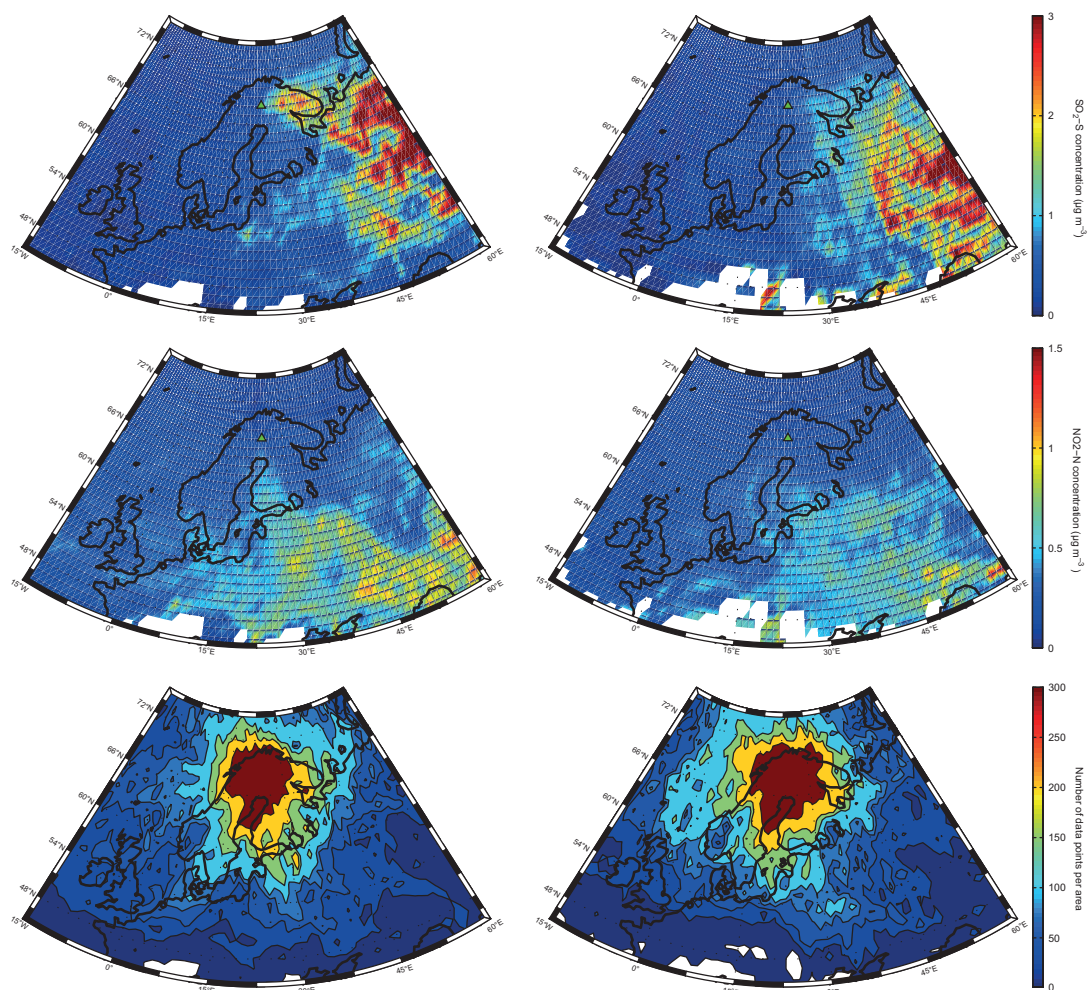 72°N
66°N
60°N
54°N
48°N
15°W
0°
15°E
30°E
45°E
60°E
72°N
66°N
60°N
54°N
48°N
15°W
0°
15°E
30°E
45°E
60°E
3
2
1
0
SO₂−S concentration (µg m⁻³)
72°N
66°N
60°N
54°N
48°N
15°W
0°
15°E
30°E
45°E
60°E
72°N
66°N
60°N
54°N
48°N
15°W
0°
15°E
30°E
45°E
60°E
1.5
1
0.5
0
NO2−N concentration (µg m⁻³)
72°N
66°N
60°N
54°N
48°N
15°W
0°
30°E
45°E
60°E
72°N
66°N
60°N
54°N
48°N
15°W
0°
45°E
60°E
300
250
200
150
100
50
0
Number of data points per area